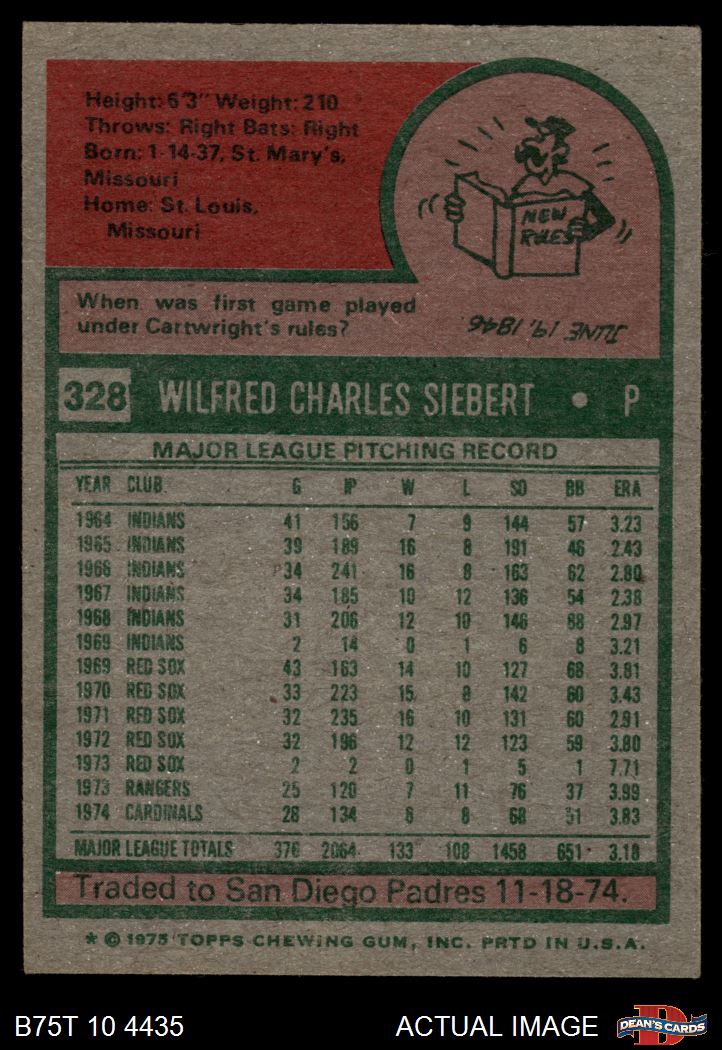 Height: 6'3" Weight: 210
Throws: Right Bats: Right
Born: 1-14-37, St. Mary's,
Missouri
Home: St. Louis,
Missouri
NEW
RULES
When was first game played
under Cartwright's rules?
JUNE 19, 1846
328 WILFRED CHARLES SIEBERT • P
MAJOR LEAGUE PITCHING RECORD
YEAR CLUB G IP W L SO BB ERA
1964 INDIANS 41 156 7 9 144 57 3.23
1965 INDIANS 39 189 16 8 191 46 2.43
1966 INDIANS 34 241 16 8 163 62 2.80
1967 INDIANS 34 185 10 12 136 54 2.38
1968 INDIANS 31 206 12 10 146 88 2.97
1969 INDIANS 2 14 0 1 6 8 3.21
1969 RED SOX 43 163 14 10 127 68 3.81
1970 RED SOX 33 223 15 8 142 60 3.43
1971 RED SOX 32 235 16 10 131 60 2.91
1972 RED SOX 32 196 12 12 123 59 3.80
1973 RED SOX 2 2 0 1 5 1 7.71
1973 RANGERS 25 120 7 11 76 37 3.99
1974 CARDINALS 28 134 8 8 68 51 3.83
MAJOR LEAGUE TOTALS 376 2064 133 108 1458 651 3.18
Traded to San Diego Padres 11-18-74.
* © 1975 TOPPS CHEWING GUM, INC. PRTD IN U.S.A.
B75T 10 4435 ACTUAL IMAGE
DEAN'S CARDS